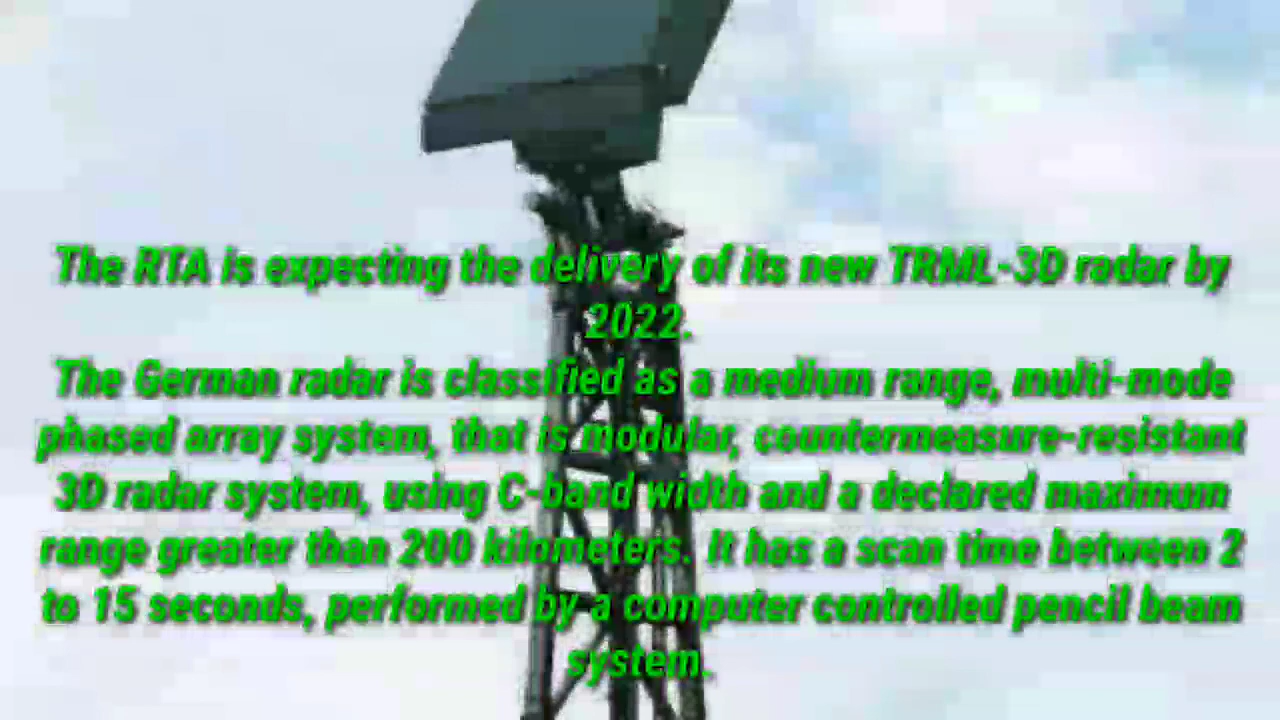 The RTA is expecting the delivery of its new TRML-3D radar by
2022.
The German radar is classified as a medium range, multi-mode
phased array system, that is modular, countermeasure-resistant
3D radar system, using C-band width and a declared maximum
range greater than 200 kilometers. It has a scan time between 2
to 15 seconds, performed by a computer controlled pencil beam
system.